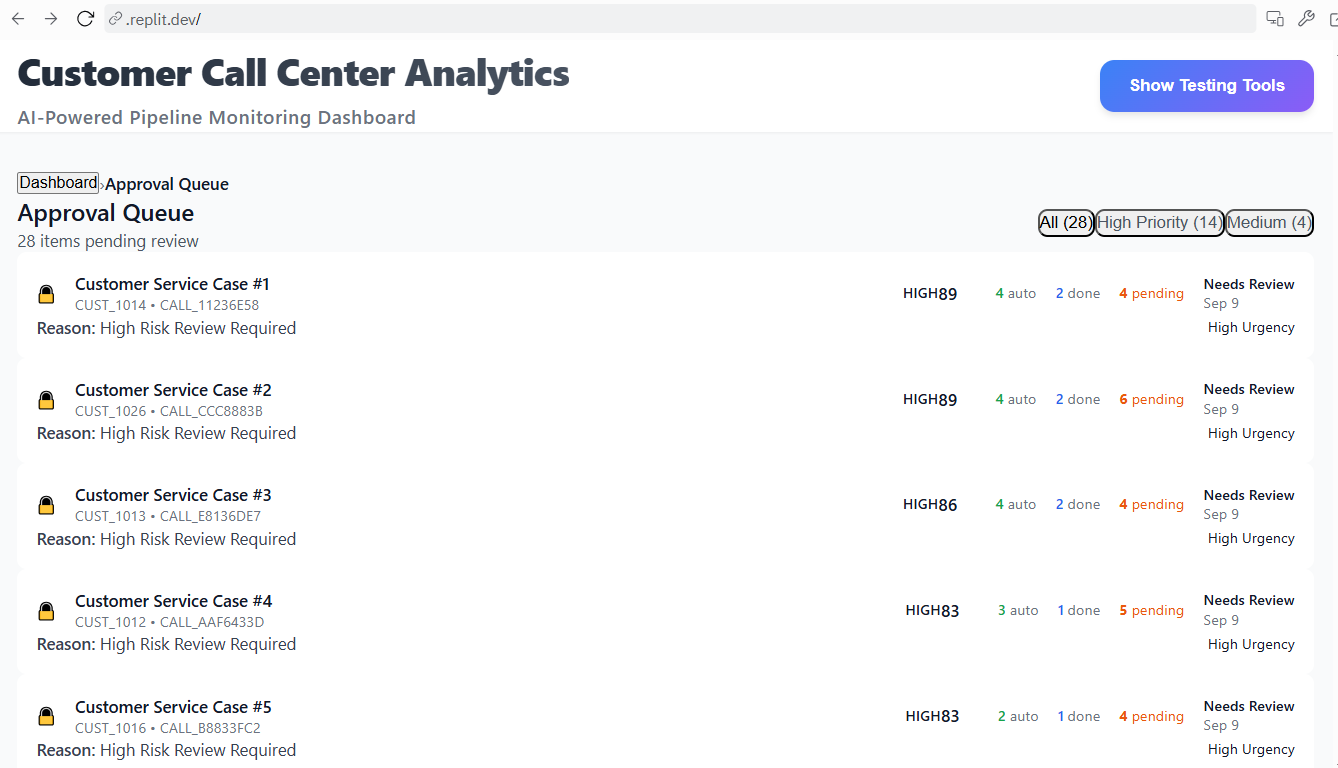 .replit.dev/
Customer Call Center Analytics
AI-Powered Pipeline Monitoring Dashboard
Show Testing Tools
Dashboard›Approval Queue
Approval Queue
28 items pending review
All (28) High Priority (14) Medium (4)
Customer Service Case #1
CUST_1014 • CALL_11236E58
Reason: High Risk Review Required
HIGH89 4 auto 2 done 4 pending
Needs Review
Sep 9
High Urgency
Customer Service Case #2
CUST_1026 • CALL_CCC8883B
Reason: High Risk Review Required
HIGH89 4 auto 2 done 6 pending
Needs Review
Sep 9
High Urgency
Customer Service Case #3
CUST_1013 • CALL_E8136DE7
Reason: High Risk Review Required
HIGH86 4 auto 2 done 4 pending
Needs Review
Sep 9
High Urgency
Customer Service Case #4
CUST_1012 • CALL_AAF6433D
Reason: High Risk Review Required
HIGH83 3 auto 1 done 5 pending
Needs Review
Sep 9
High Urgency
Customer Service Case #5
CUST_1016 • CALL_B8833FC2
Reason: High Risk Review Required
HIGH83 2 auto 1 done 4 pending
Needs Review
Sep 9
High Urgency